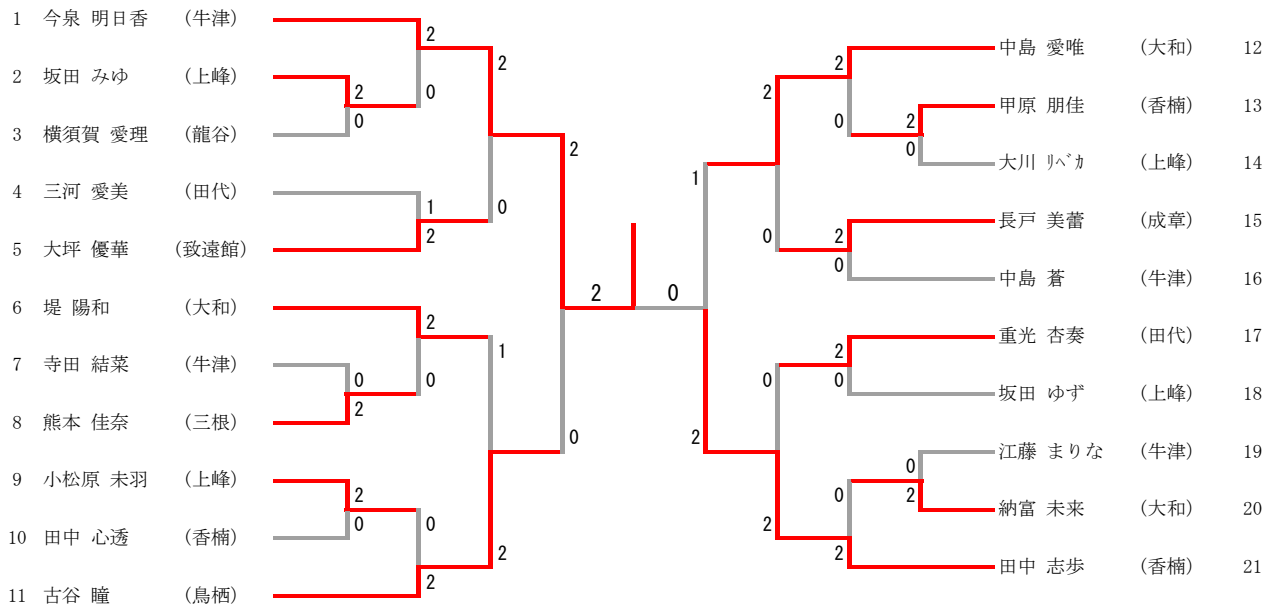 1 今泉 明日香 (牛津)
2 坂田 みゆ (上峰)
3 横須賀 愛理 (龍谷)
4 三河 愛美 (田代)
5 大坪 優華 (致遠館)
6 堤 陽和 (大和)
7 寺田 結菜 (牛津)
8 熊本 佳奈 (三根)
9 小松原 未羽 (上峰)
10 田中 心透 (香楠)
11 古谷 瞳 (鳥栖)
2
0
2
0
1
2
2
0
0
2
2
0
0
2
2
0
1
2
2
0
2 0
1
2
2
0
0
2
2
0
2
0
2
0
0
2
2
0
0
2
中島 愛唯 (大和) 12
甲原 朋佳 (香楠) 13
大川 リベカ (上峰) 14
長戸 美蕾 (成章) 15
中島 蒼 (牛津) 16
重光 杏奏 (田代) 17
坂田 ゆず (上峰) 18
江藤 まりな (牛津) 19
納富 未来 (大和) 20
田中 志歩 (香楠) 21